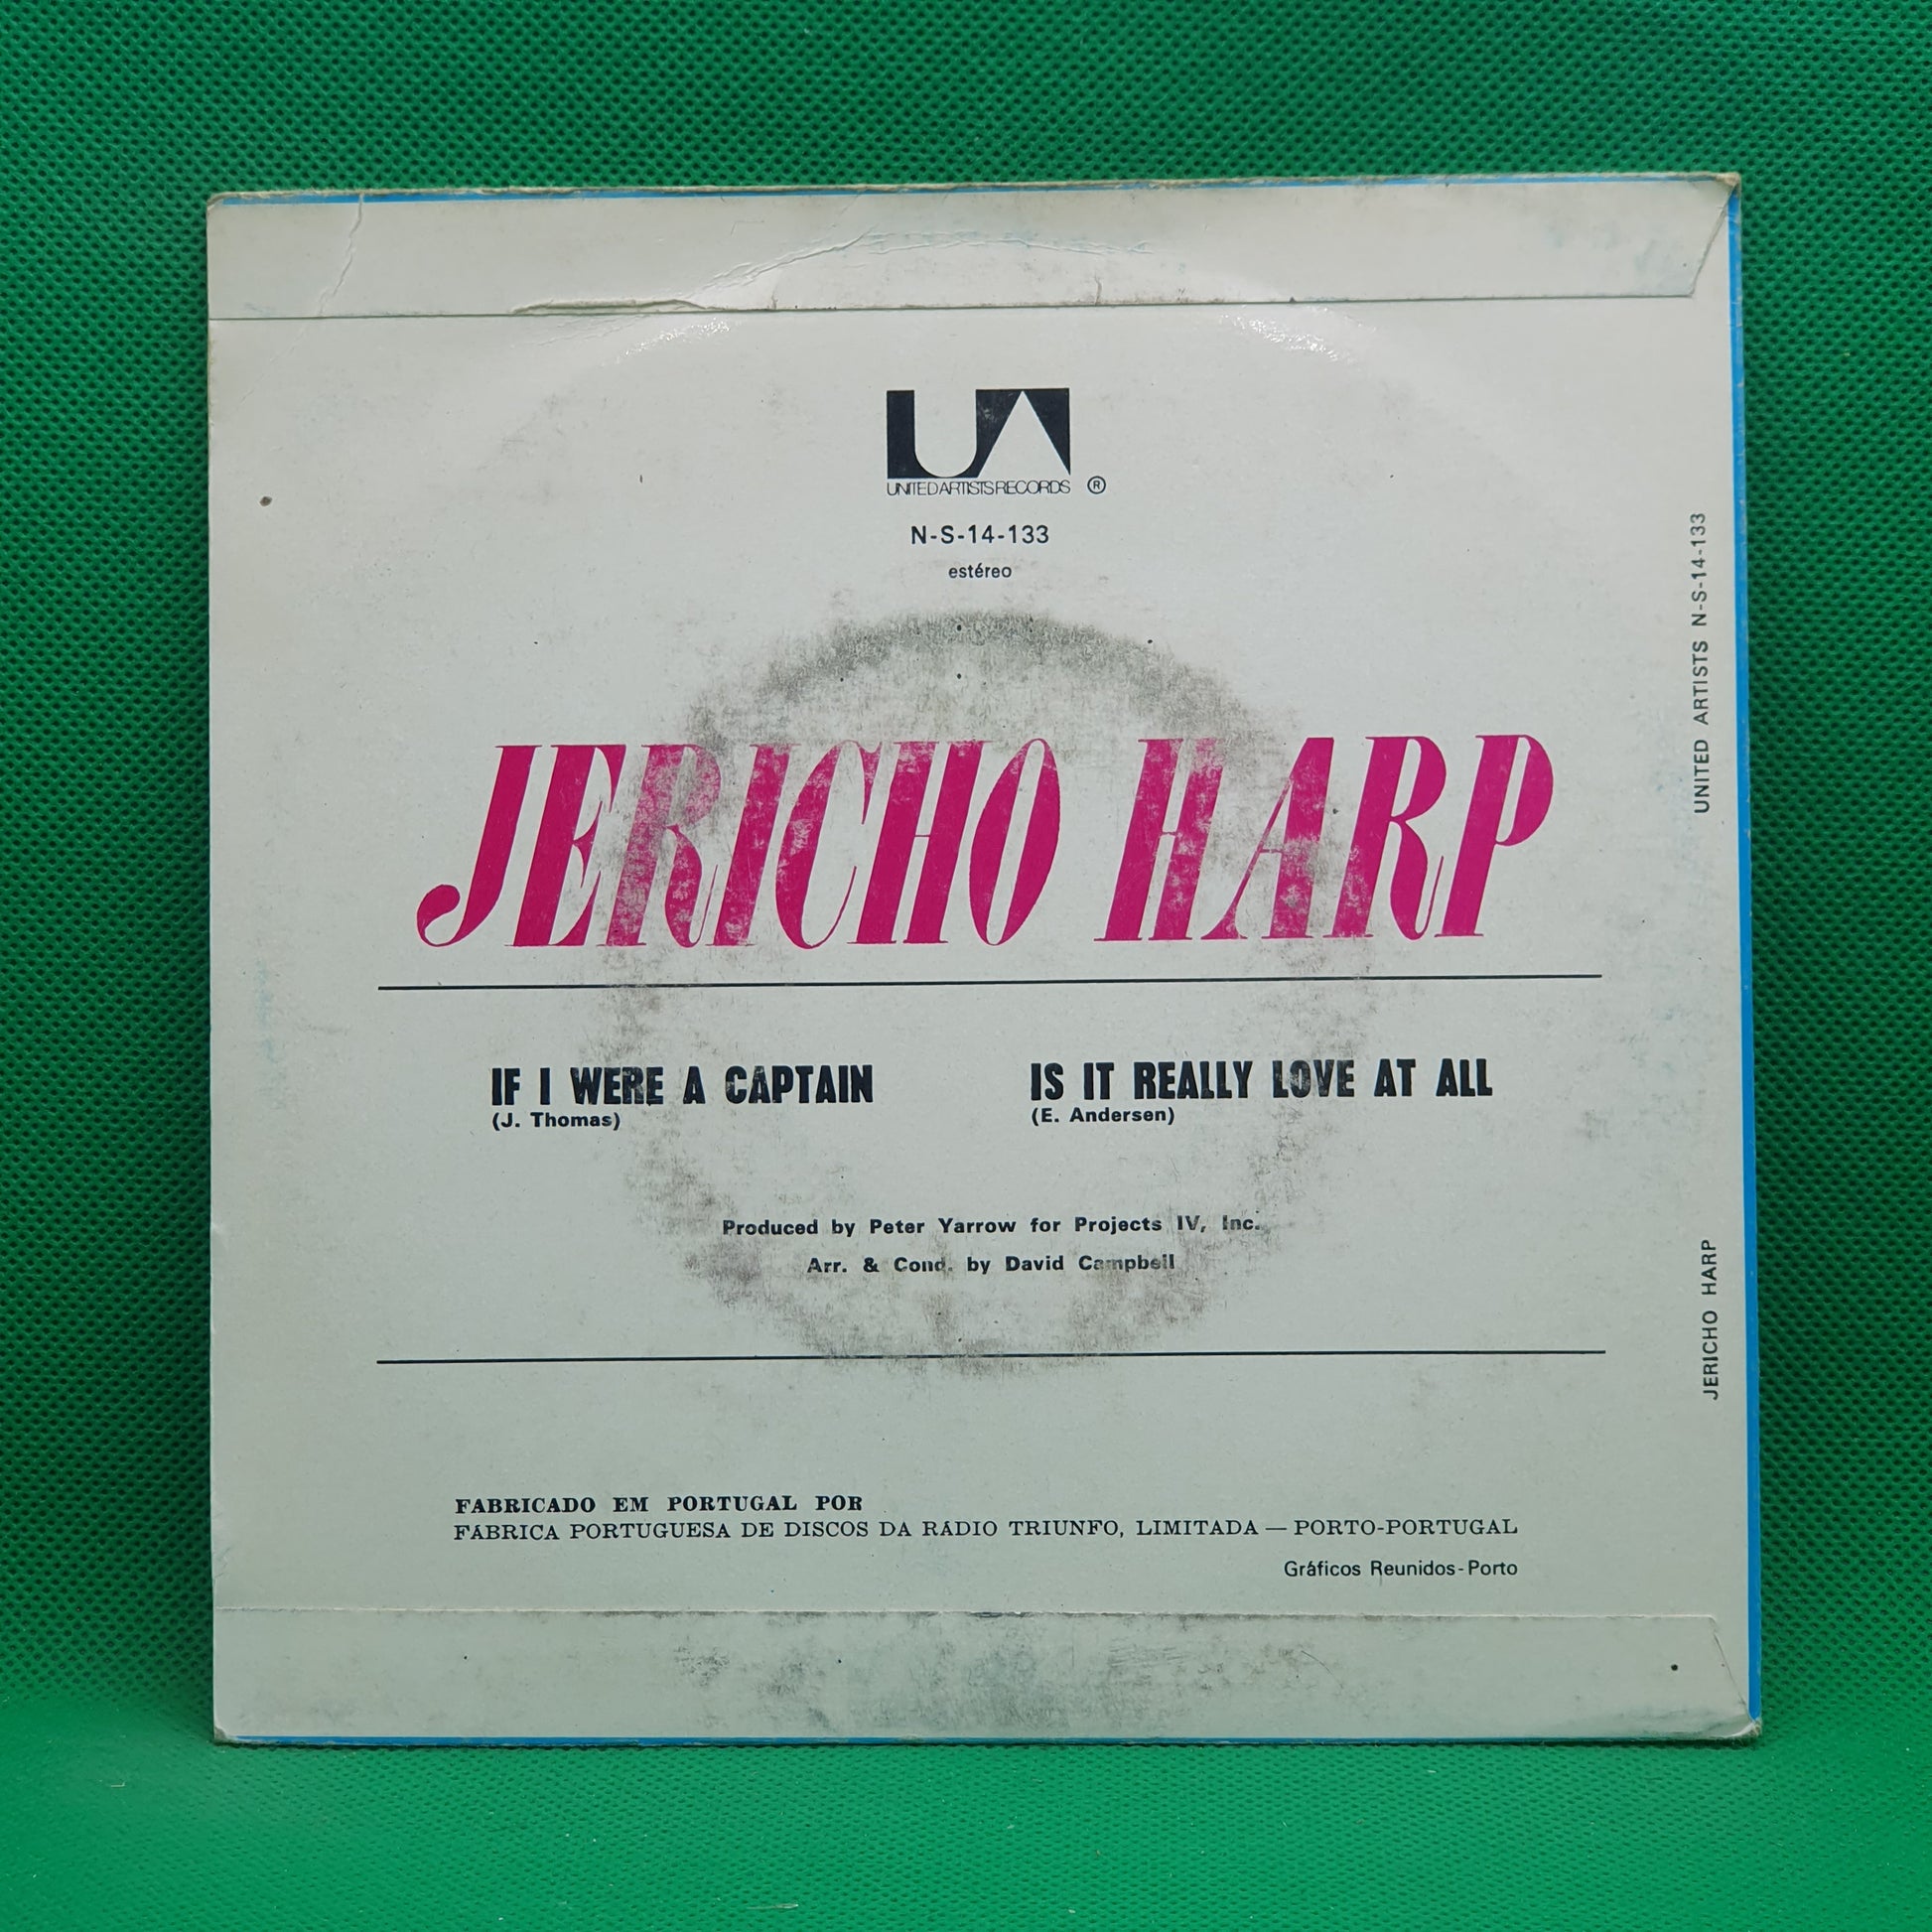 UA
UNITED ARTISTS RECORDS ®
N-S-14-133
estéreo
JERICHO HARP
IF I WERE A CAPTAIN
(J. Thomas)
IS IT REALLY LOVE AT ALL
(E. Andersen)
Produced by Peter Yarrow for Projects IV, Inc.
Arr. & Cond. by David Campbell
FABRICADO EM PORTUGAL POR
FÁBRICA PORTUGUESA DE DISCOS DA RÁDIO TRIUNFO, LIMITADA — PORTO-PORTUGAL
Gráficos Reunidos - Porto
UNITED ARTISTS N-S-14-133
JERICHO HARP